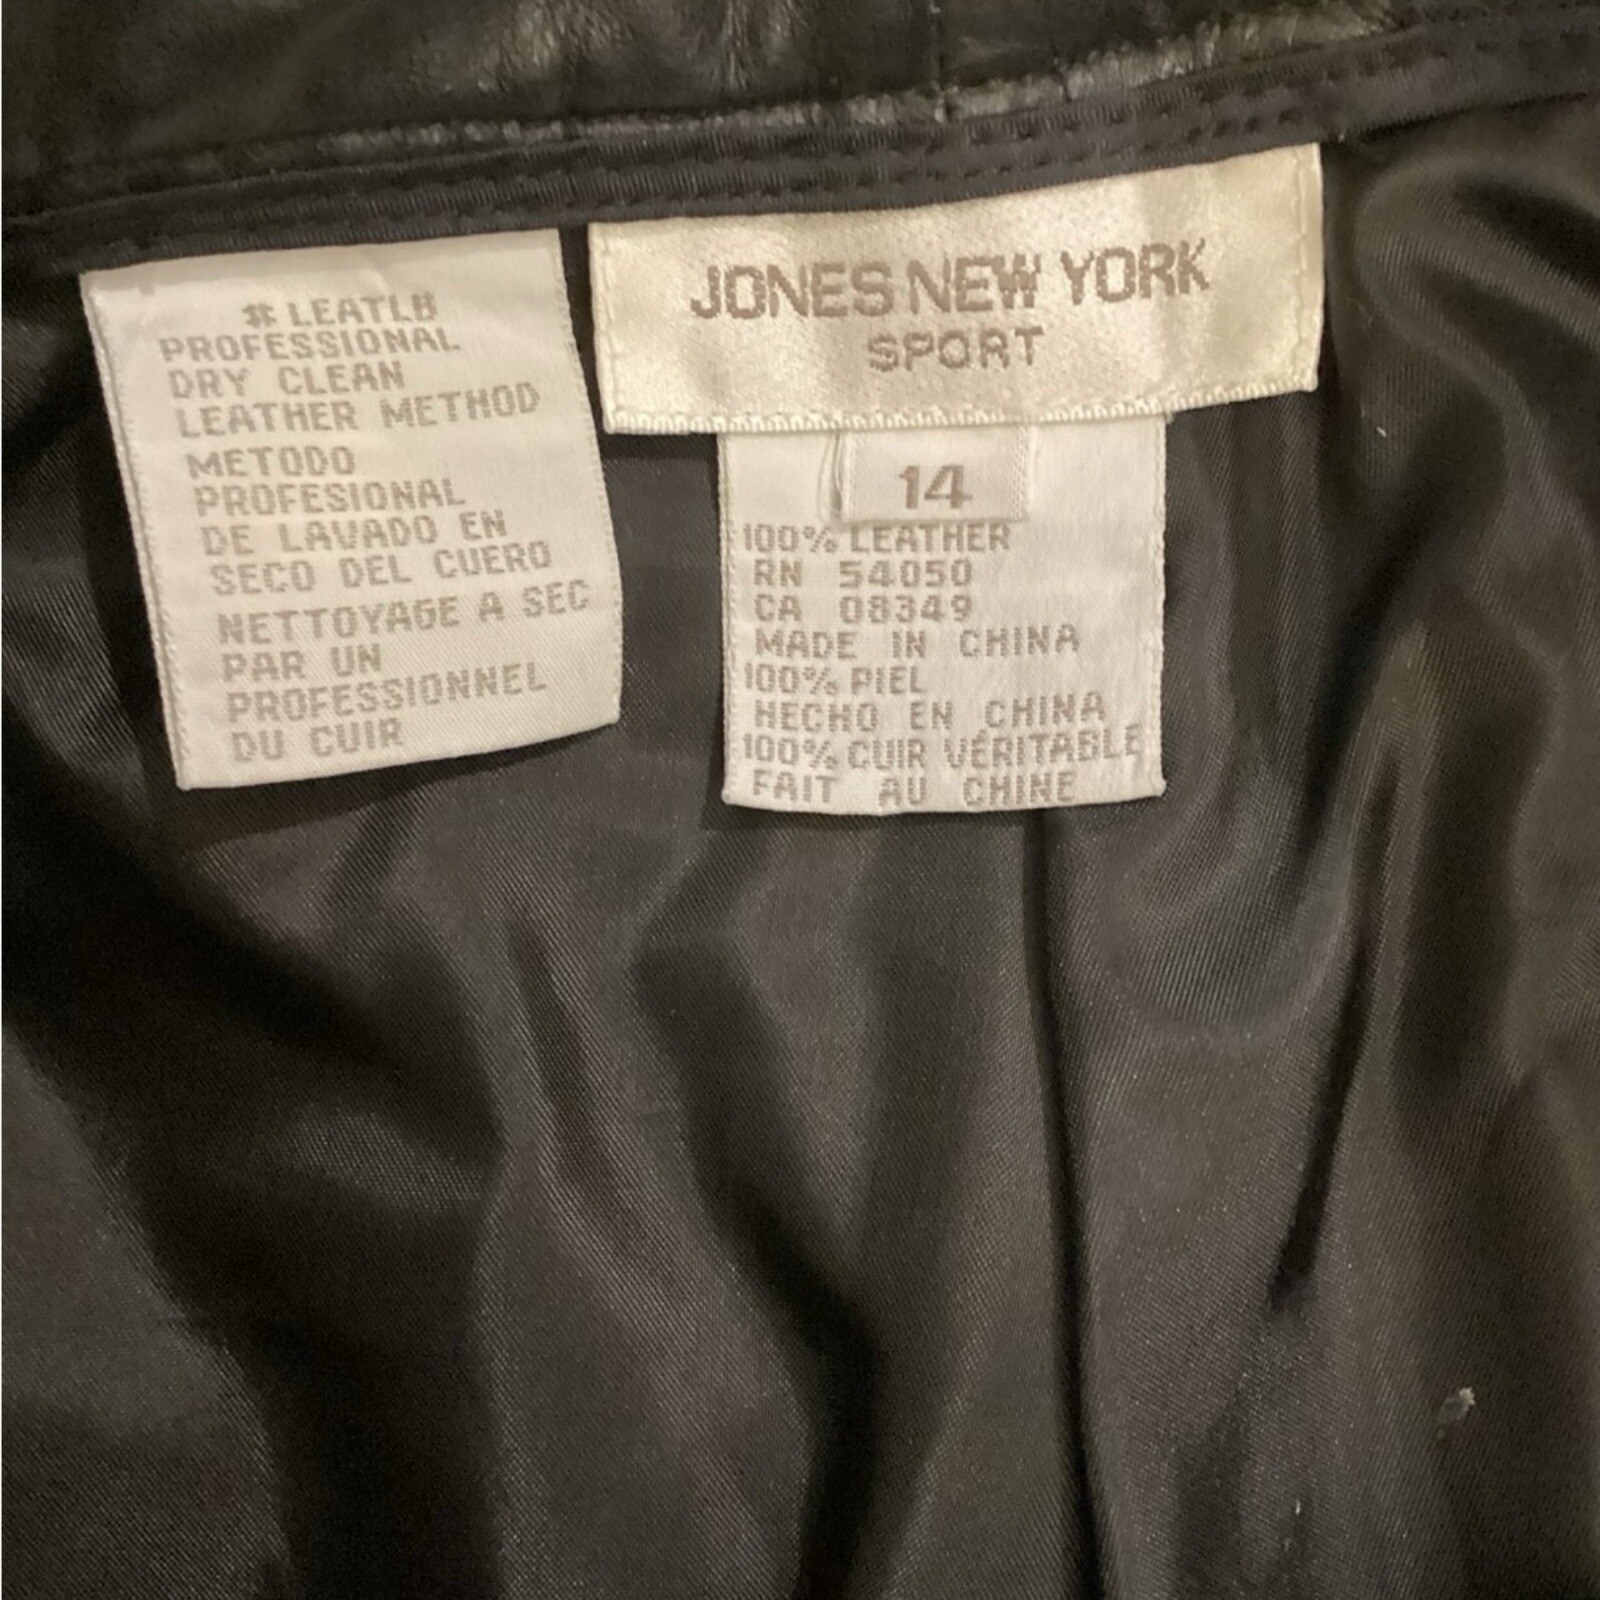 # LEATLB
PROFESSIONAL
DRY CLEAN
LEATHER METHOD
METODO
PROFESIONAL
DE LAVADO EN
SECO DEL CUERO
NETTOYAGE A SEC
PAR UN
PROFESSIONNEL
DU CUIR
JONES NEW YORK
SPORT
14
100% LEATHER
RN 54050
CA 08349
MADE IN CHINA
100% PIEL
HECHO EN CHINA
100% CUIR VÉRITABLE
FAIT AU CHINE